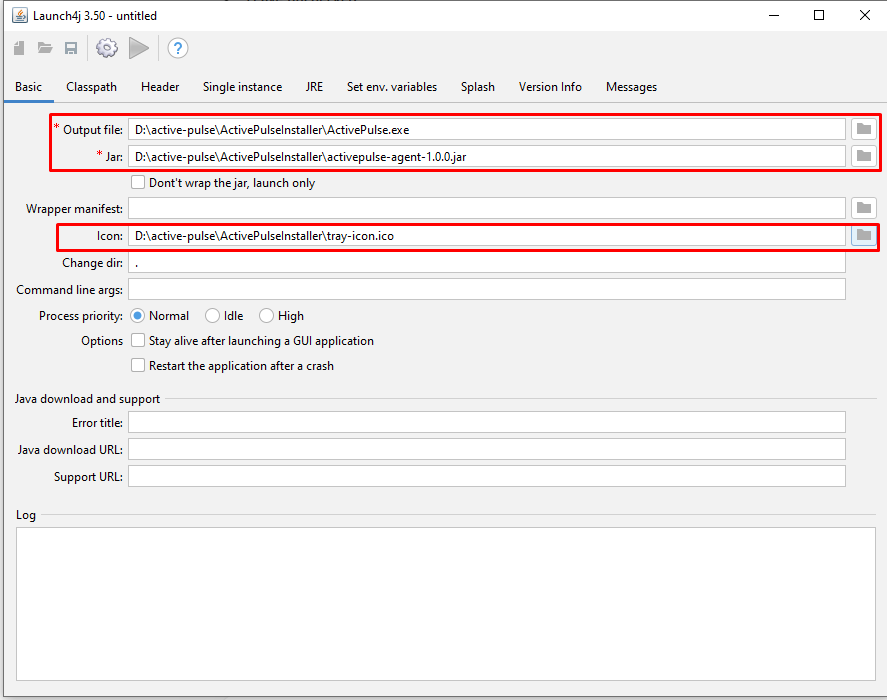 Launch4j 3.50 - untitled
?
Basic Classpath Header Single instance JRE Set env. variables Splash Version Info Messages
* Output file: D:\active-pulse\ActivePulseInstaller\ActivePulse.exe
* Jar: D:\active-pulse\ActivePulseInstaller\activepulse-agent-1.0.0.jar
Dont't wrap the jar, launch only
Wrapper manifest:
Icon: D:\active-pulse\ActivePulseInstaller\tray-icon.ico
Change dir: .
Command line args:
Process priority: Normal Idle High
Options Stay alive after launching a GUI application
Restart the application after a crash
Java download and support
Error title:
Java download URL:
Support URL:
Log